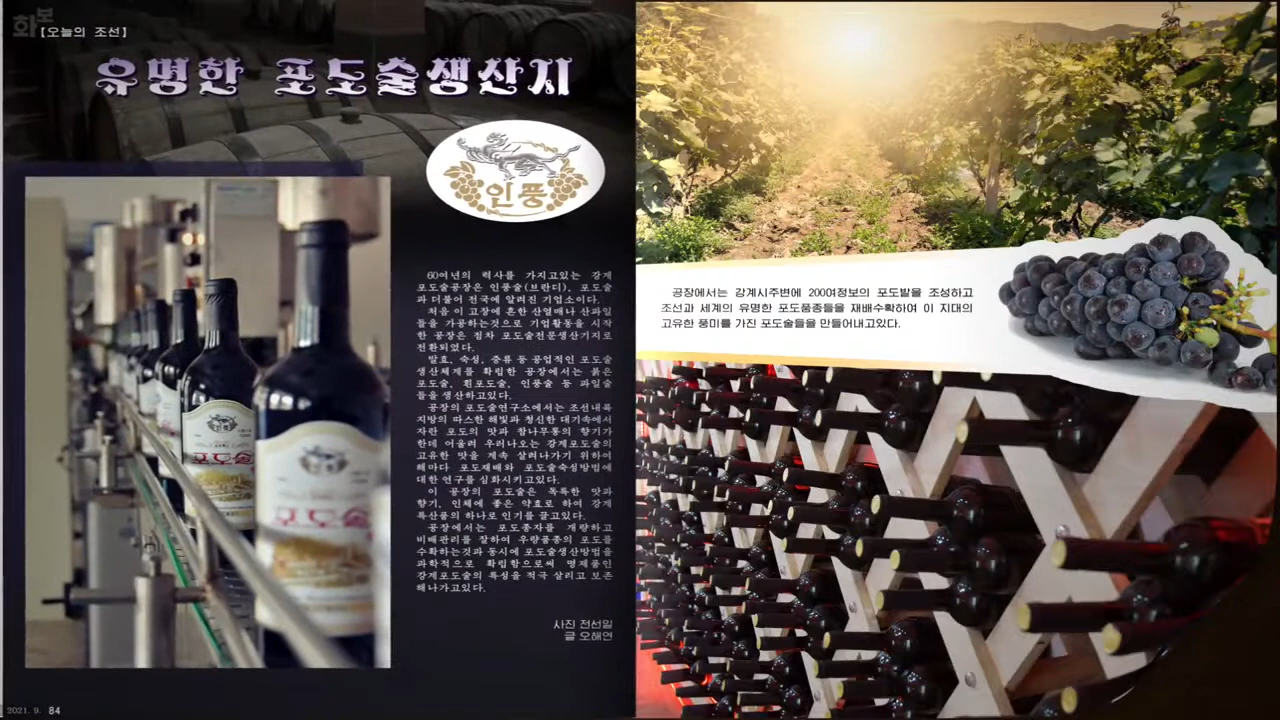 화보
【오늘의 조선】
유명한 포도술생산지
인풍
60여년의 력사를 가지고있는 강계
포도술공장은 인풍술(브란디), 포도술
과 더불어 전국에 알려진 기업소이다.
처음 이 고장에 흔한 산열매나 산과일
들을 가공하는것으로 기업활동을 시작
한 공장은 점차 포도술전문생산기지로
전환되였다.
발효, 숙성, 증류 등 공업적인 포도술
생산체계를 확립한 공장에서는 붉은
포도술, 흰포도술, 인풍술 등 과일술
들을 생산하고있다.
공장의 포도술연구소에서는 조선내륙
지방의 따스한 해빛과 청신한 대기속에서
자란 포도의 맛과 참나무통의 향기가
한데 어울려 우러나오는 강계포도술의
고유한 맛을 계속 살려나가기 위하여
해마다 포도재배와 포도술숙성방법에
대한 연구를 심화시키고있다.
이 공장의 포도술은 독특한 맛과
향기, 인체에 좋은 약효로 하여 강계
특산품의 하나로 인기를 끌고있다.
공장에서는 포도종자를 개량하고
비배관리를 잘하여 우량품종의 포도를
수확하는것과 동시에 포도술생산방법을
과학적으로 확립함으로써 명제품인
강계포도술의 특성을 적극 살리고 보존
해나가고있다.
사진 전선일
글 오해연
포도술
포도술
2021. 9. 84
공장에서는 강계시주변에 200여정보의 포도밭을 조성하고
조선과 세계의 유명한 포도품종들을 재배수확하여 이 지대의
고유한 풍미를 가진 포도술들을 만들어내고있다.